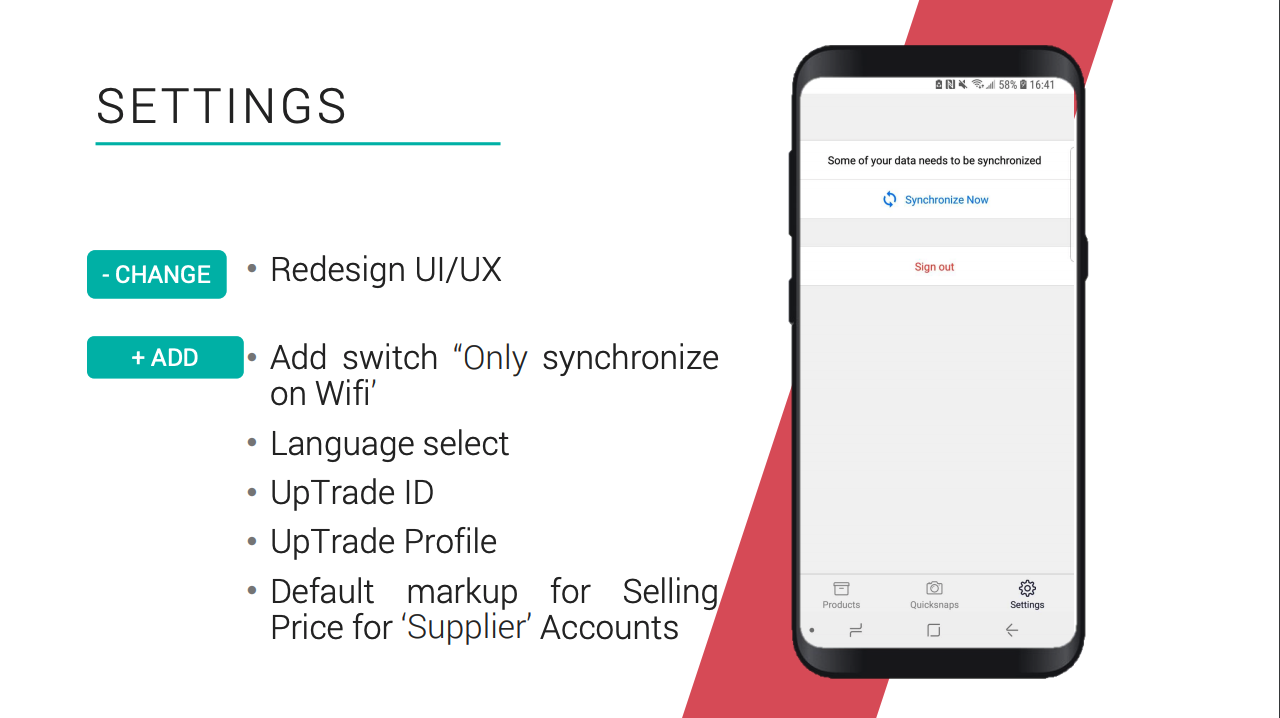 SETTINGS
- CHANGE
• Redesign UI/UX
+ ADD
• Add switch “Only synchronize
on Wifi’
• Language select
• UpTrade ID
• UpTrade Profile
• Default markup for Selling
Price for ‘Supplier’ Accounts
58% 16:41
Some of your data needs to be synchronized
Synchronize Now
Sign out
Products Quicksnaps Settings